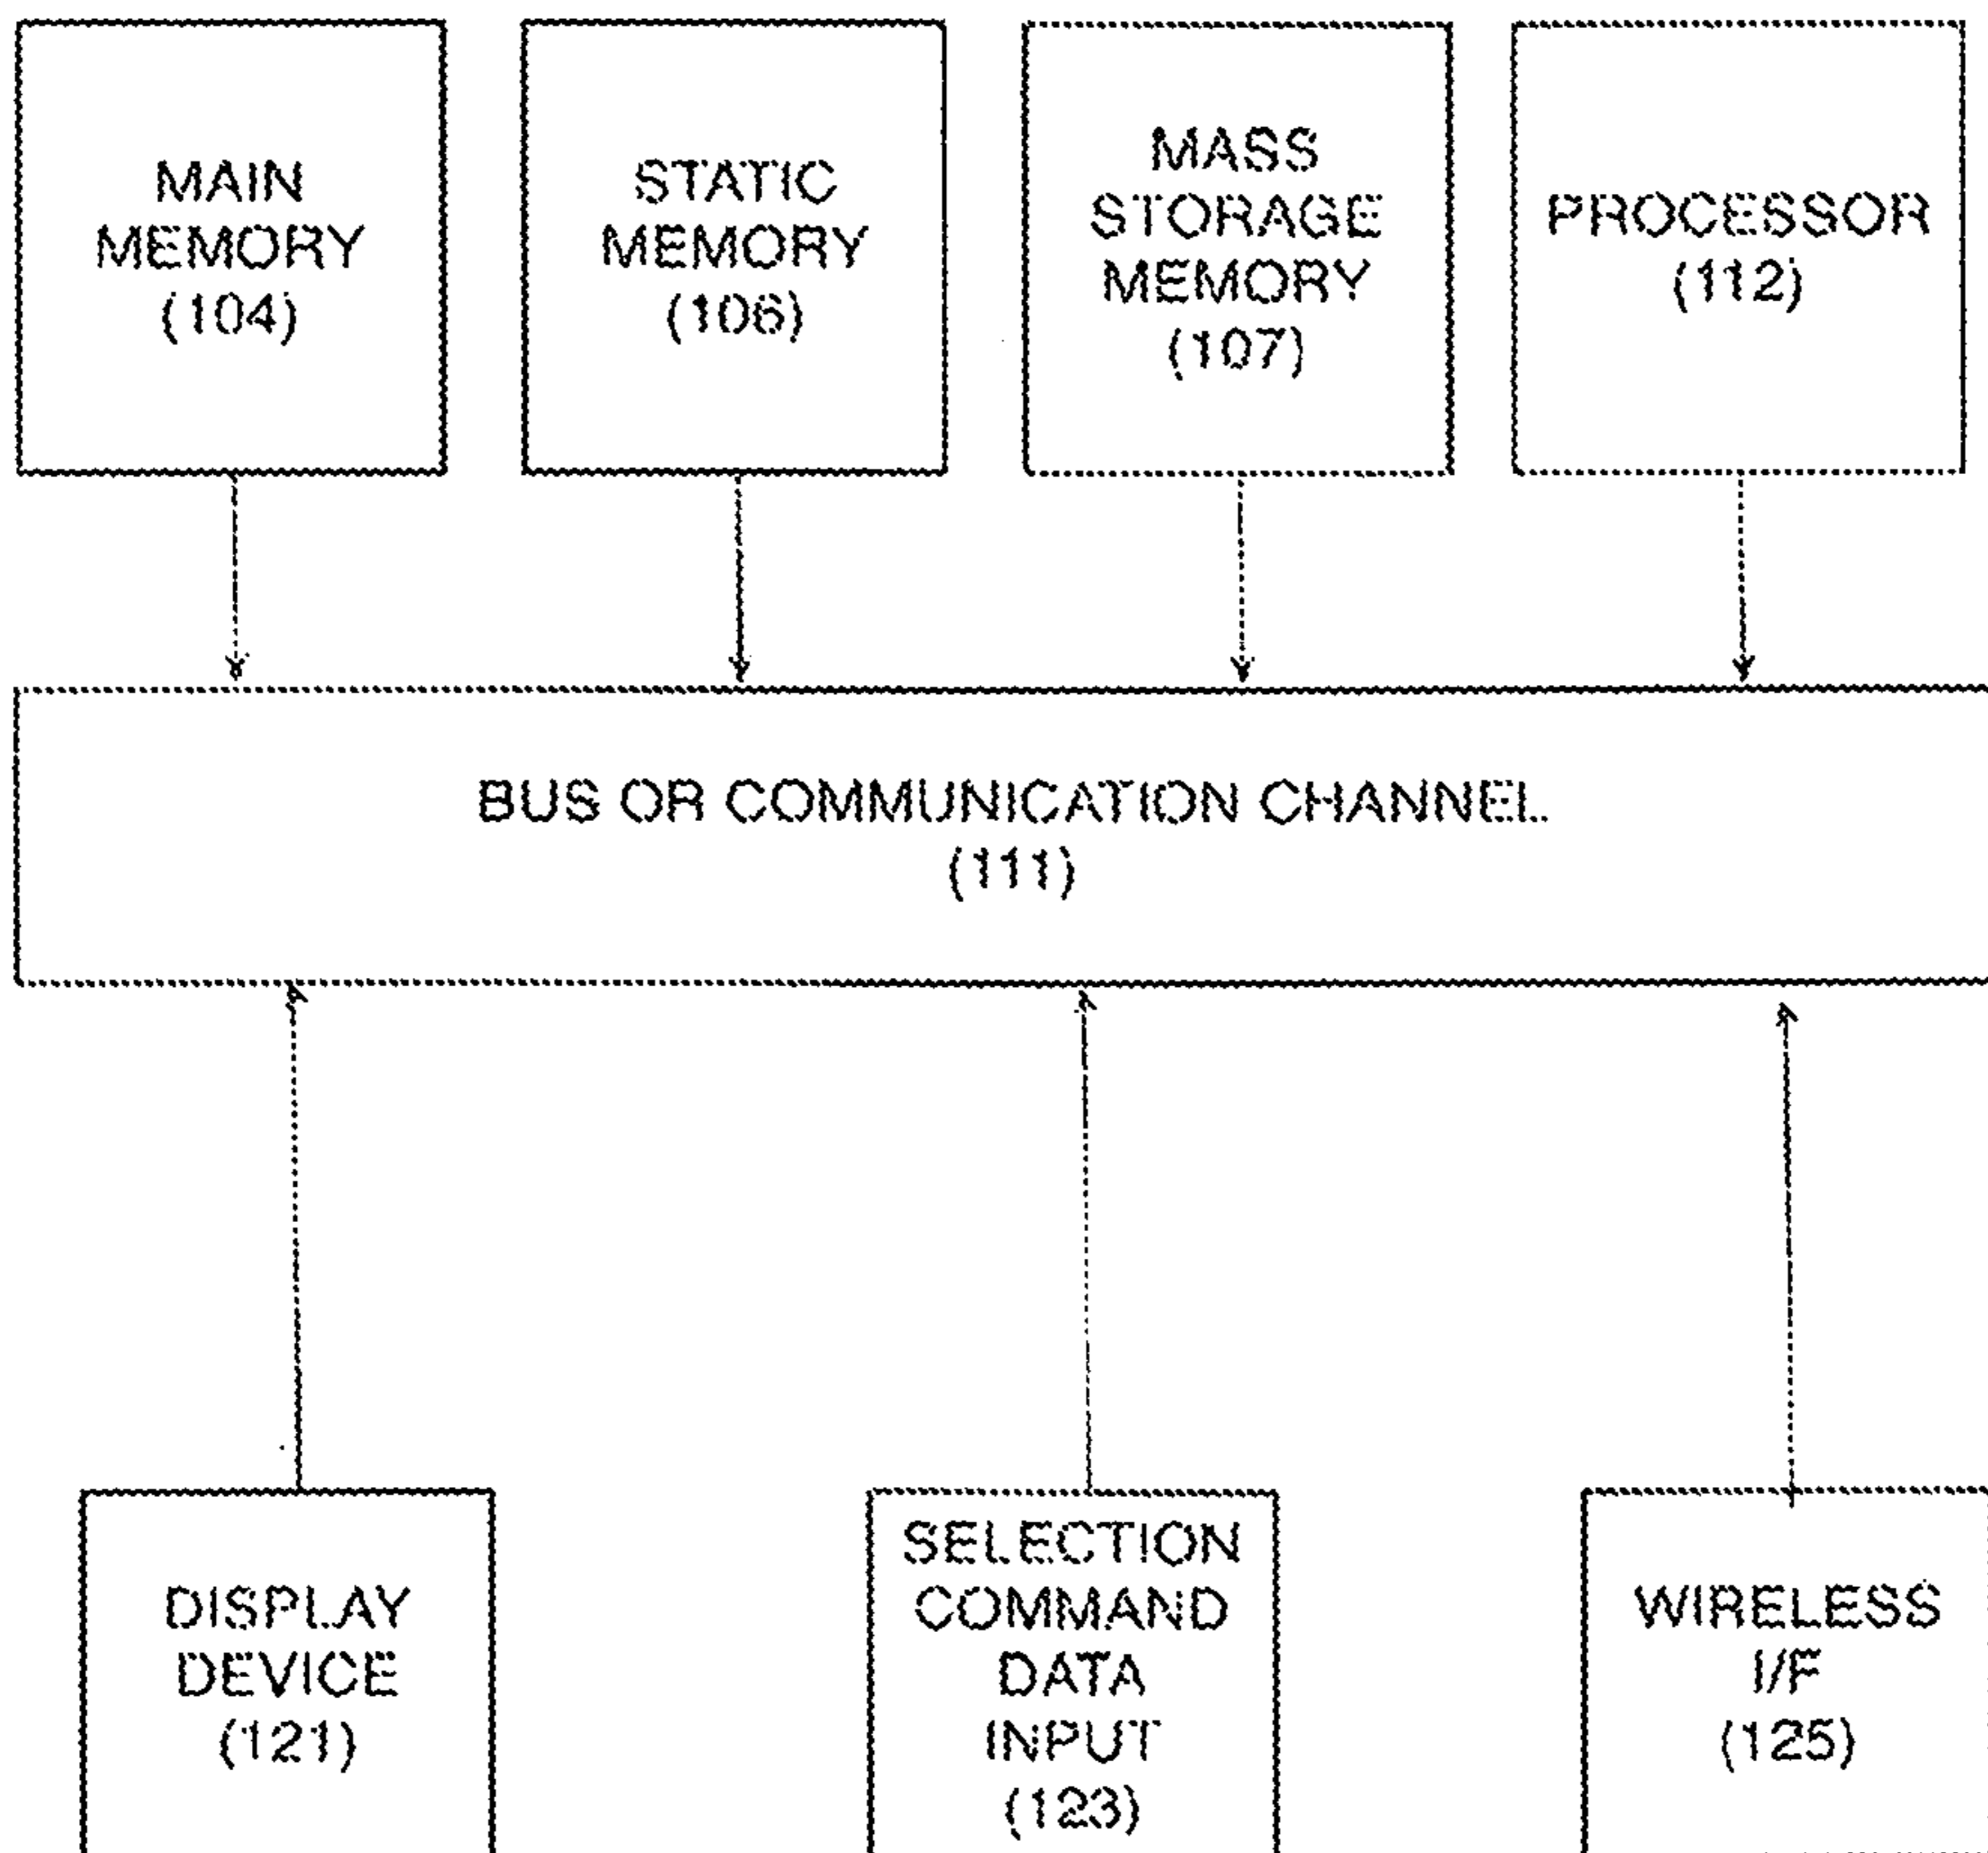 MAIN
MEMORY
(104)
STATIC
MEMORY
(106)
MASS
STORAGE
MEMORY
(107)
PROCESSOR
(112)
BUS OR COMMUNICATION CHANNEL
(111)
DISPLAY
DEVICE
(121)
SELECTION
COMMAND
DATA
INPUT
(123)
WIRELESS
I/F
(125)